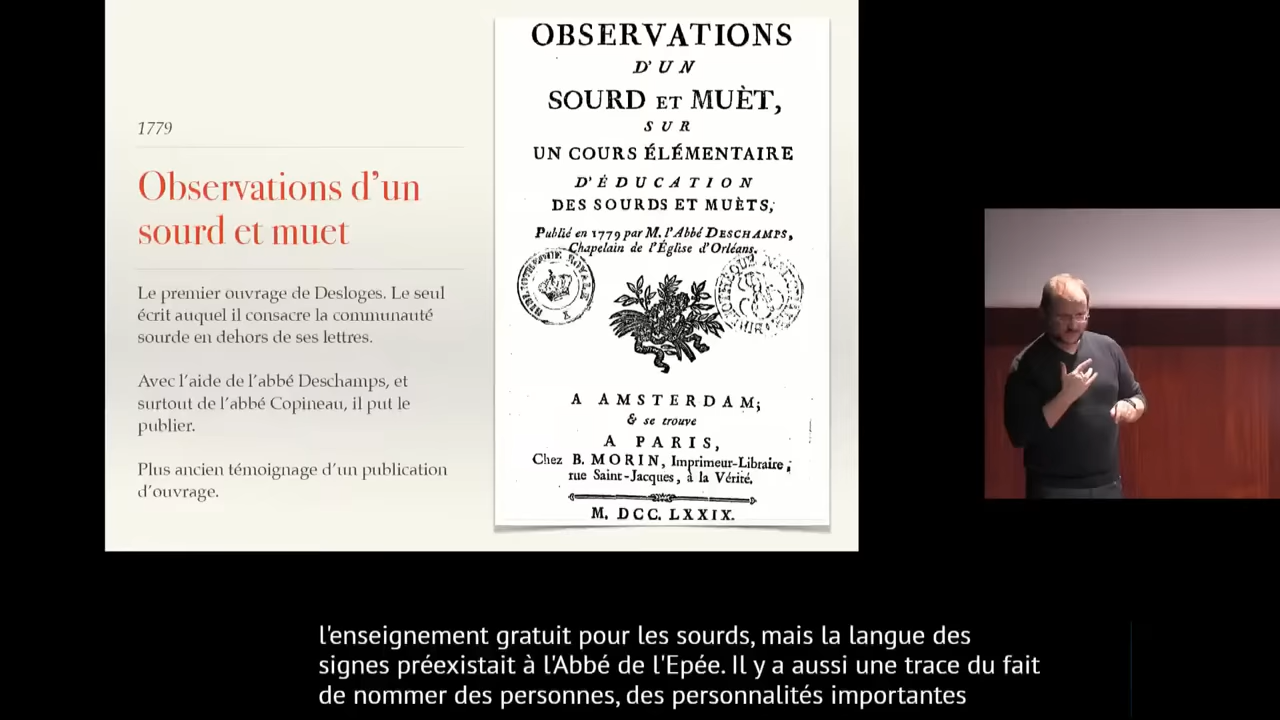 1779
Observations d'un
sourd et muet
Le premier ouvrage de Desloges. Le seul
écrit auquel il consacre la communauté
sourde en dehors de ses lettres.
Avec l'aide de l'abbé Deschamps, et
surtout de l'abbé Copineau, il put le
publier.
Plus ancien témoignage d'un publication
d'ouvrage.
OBSERVATIONS
D'UN
SOURD ET MUÈT,
SUR
UN COURS ÉLÉMENTAIRE
D'ÉDUCATION
DES SOURDS ET MUÈTS,
Publié en 1779 par M. l'Abbé DESCHAMPS,
Chapelain de l'Église d'Orléans.
BIBLIOTHEQUE ROYALE
A AMSTERDAM;
& se trouve
A PARIS,
Chez B. MORIN, Imprimeur-Libraire,
rue Saint-Jacques, à la Vérité.
M. DCC. LXXIX.
l'enseignement gratuit pour les sourds, mais la langue des
signes préexistait à l'Abbé de l'Epée. Il y a aussi une trace du fait
de nommer des personnes, des personnalités importantes